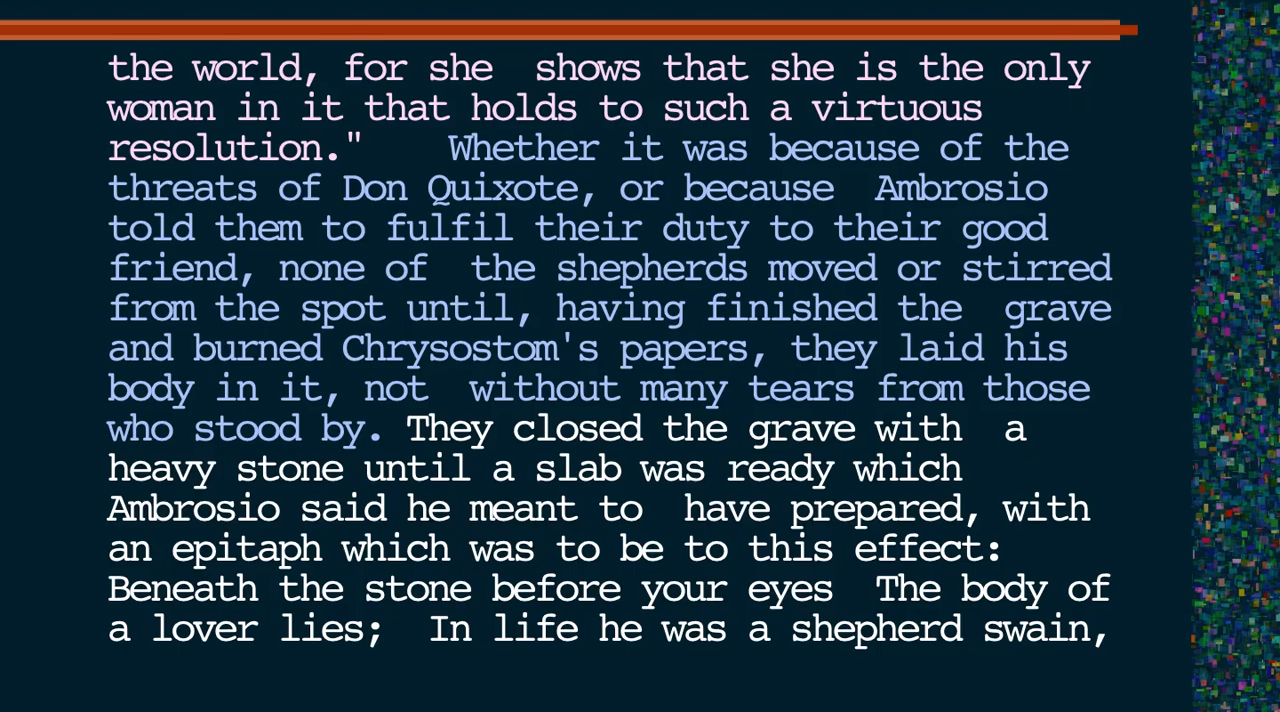 the world, for she  shows that she is the only
woman in it that holds to such a virtuous
resolution."    Whether it was because of the
threats of Don Quixote, or because  Ambrosio
told them to fulfil their duty to their good
friend, none of  the shepherds moved or stirred
from the spot until, having finished the  grave
and burned Chrysostom's papers, they laid his
body in it, not  without many tears from those
who stood by. They closed the grave with  a
heavy stone until a slab was ready which
Ambrosio said he meant to  have prepared, with
an epitaph which was to be to this effect:
Beneath the stone before your eyes  The body of
a lover lies;  In life he was a shepherd swain,